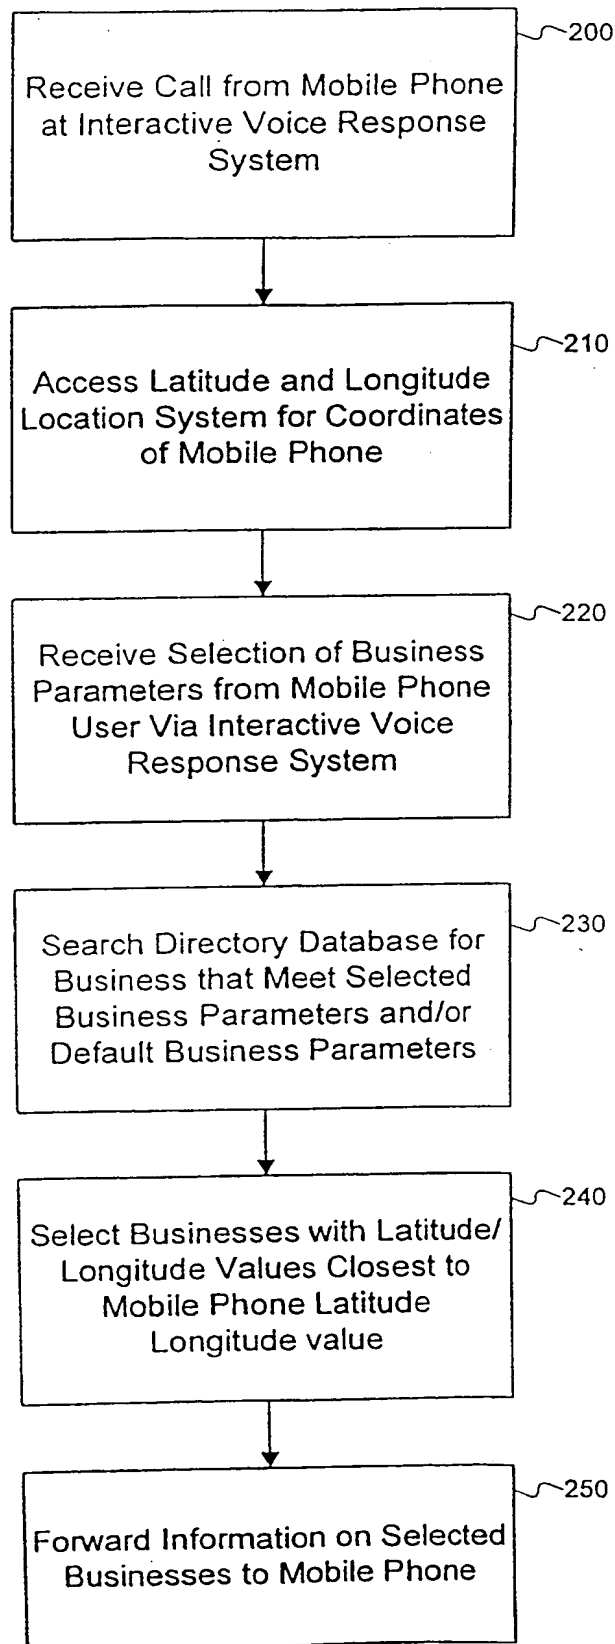 200
Receive Call from Mobile Phone
at Interactive Voice Response
System
210
Access Latitude and Longitude
Location System for Coordinates
of Mobile Phone
220
Receive Selection of Business
Parameters from Mobile Phone
User Via Interactive Voice
Response System
230
Search Directory Database for
Business that Meet Selected
Business Parameters and/or
Default Business Parameters
240
Select Businesses with Latitude/
Longitude Values Closest to
Mobile Phone Latitude
Longitude value
250
Forward Information on Selected
Businesses to Mobile Phone